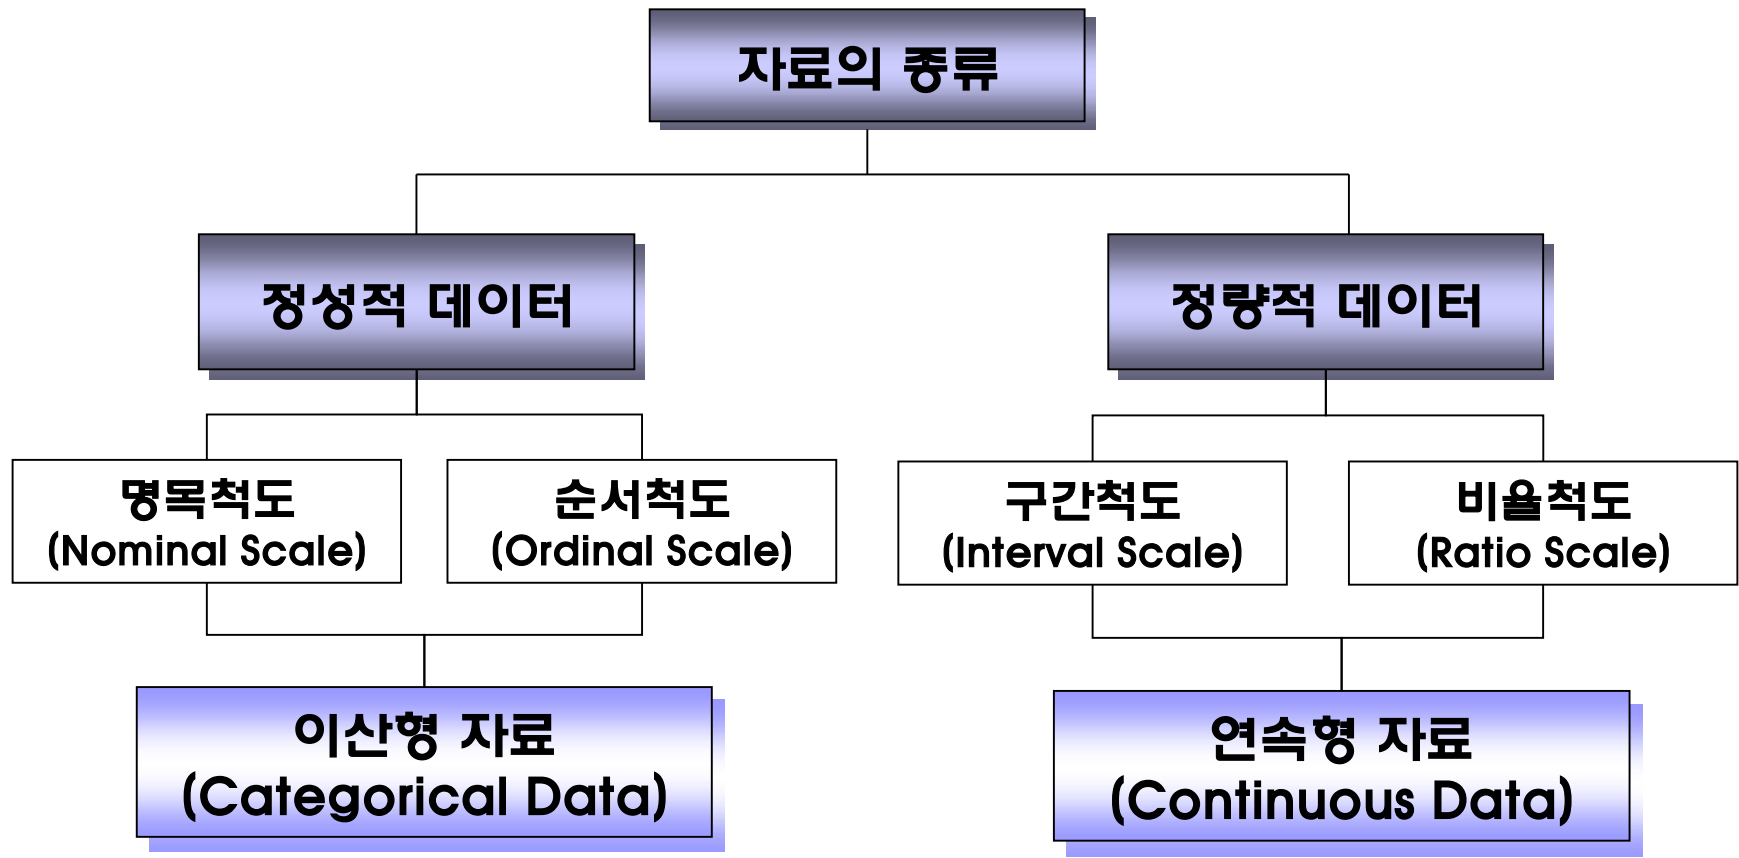 자료의 종류
정성적 데이터
정량적 데이터
명목척도
(Nominal Scale)
순서척도
(Ordinal Scale)
구간척도
(Interval Scale)
비율척도
(Ratio Scale)
이산형 자료
(Categorical Data)
연속형 자료
(Continuous Data)